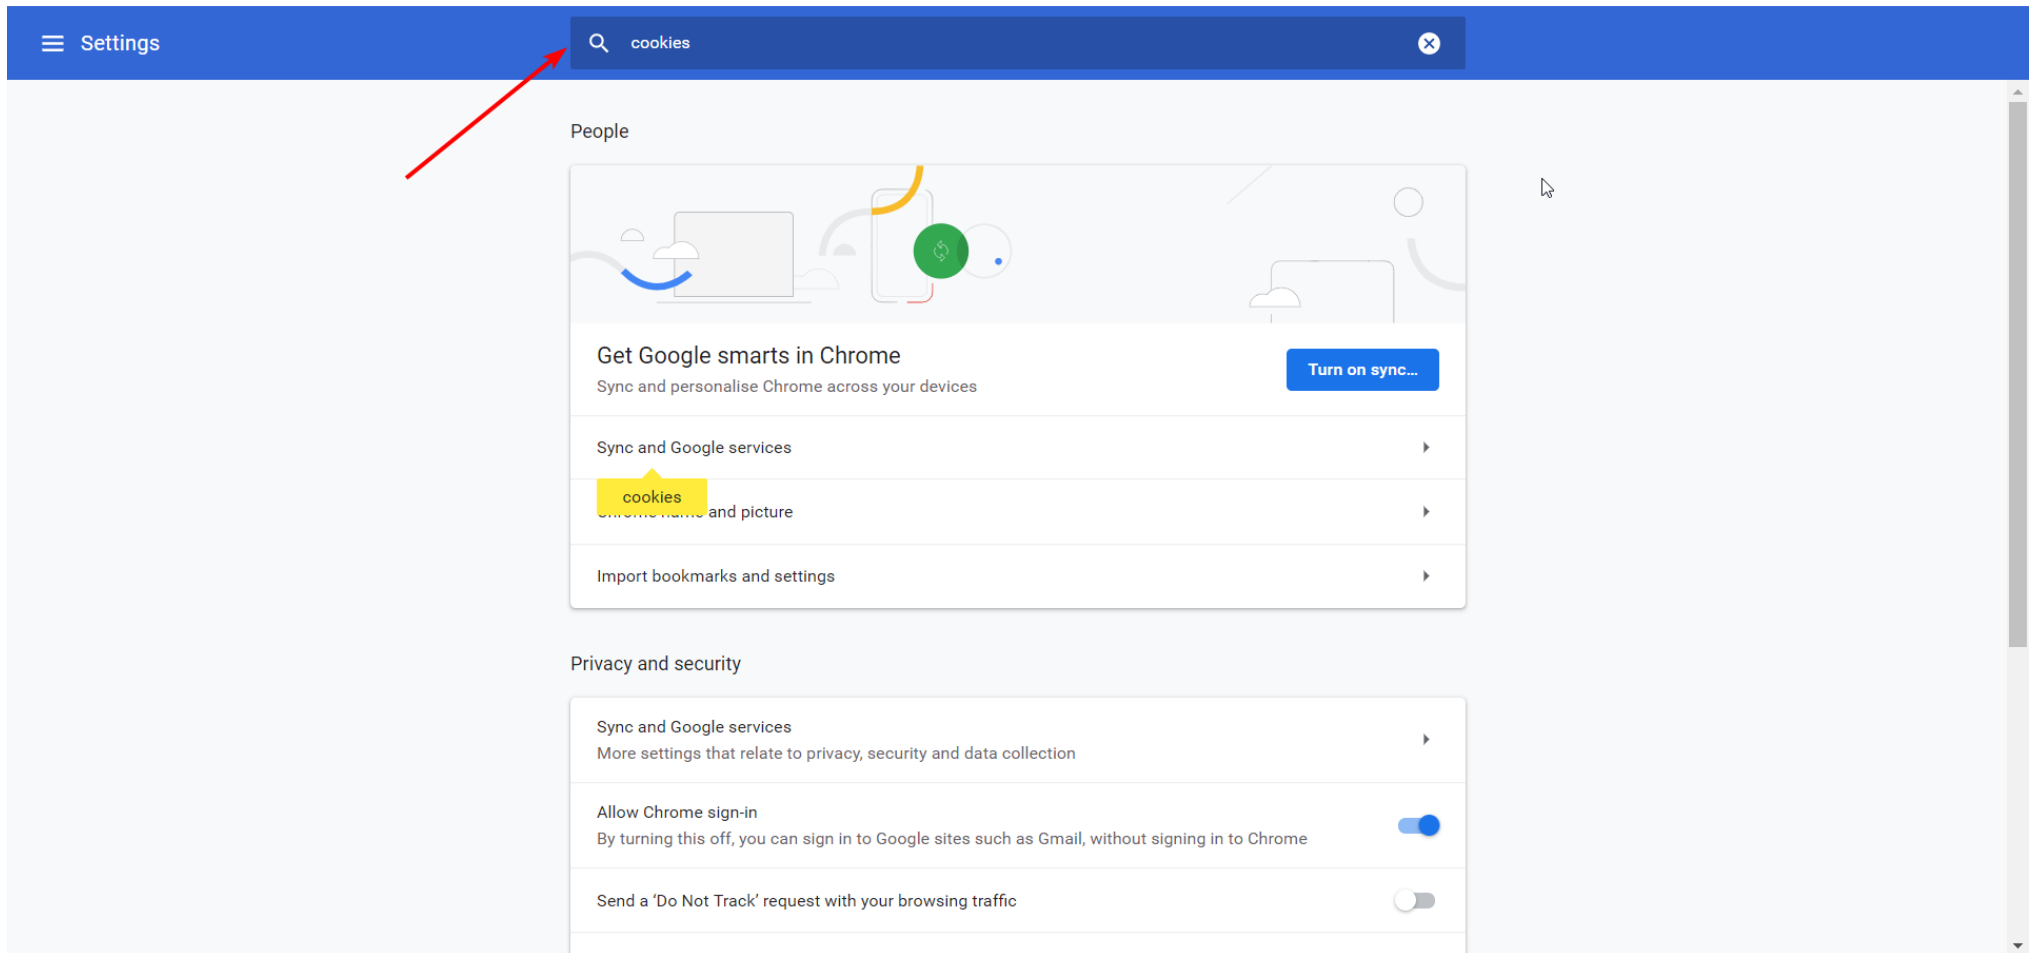 Settings
cookies
People
Get Google smarts in Chrome
Sync and personalise Chrome across your devices
Turn on sync...
Sync and Google services
cookies
and picture
Import bookmarks and settings
Privacy and security
Sync and Google services
More settings that relate to privacy, security and data collection
Allow Chrome sign-in
By turning this off, you can sign in to Google sites such as Gmail, without signing in to Chrome
Send a ‘Do Not Track’ request with your browsing traffic